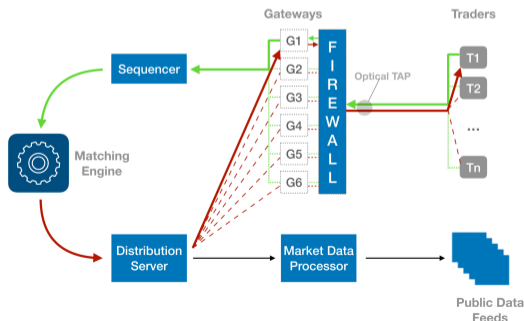 Gateways
Traders
G1
G2
G3
G4
G5
G6
FIREWALL
Optical TAP
T1
T2
...
Tn
Sequencer
Matching
Engine
Distribution
Server
Market Data
Processor
Public Data
Feeds